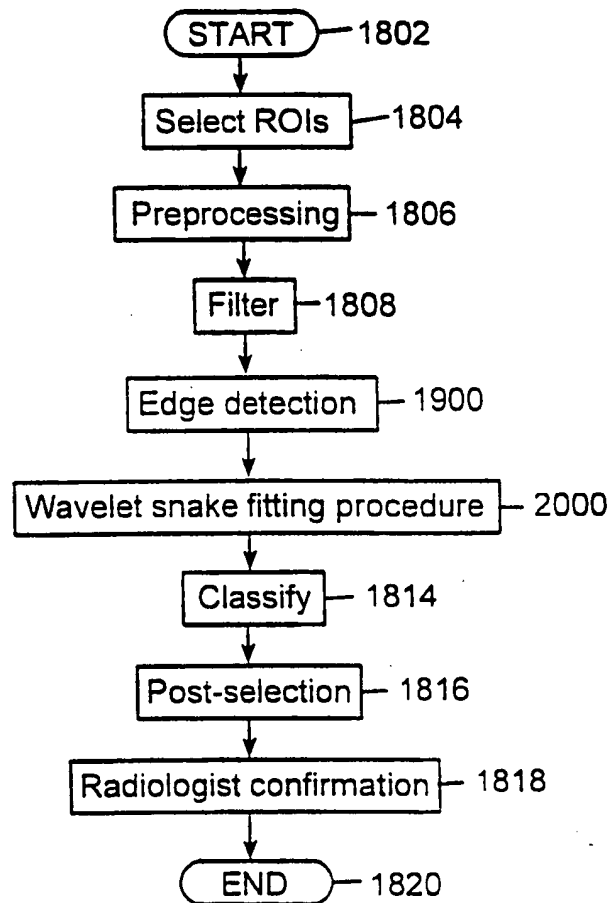 START 1802
Select ROIs 1804
Preprocessing 1806
Filter 1808
Edge detection 1900
Wavelet snake fitting procedure 2000
Classify 1814
Post-selection 1816
Radiologist confirmation 1818
END 1820